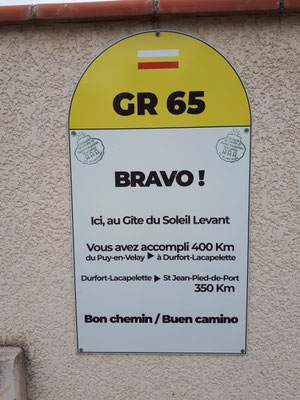 GR 65
BRAVO !
Ici, au Gîte du Soleil Levant
Vous avez accompli 400 Km
du Puy-en-Velay ▶ à Durfort-Lacapelette
Durfort-Lacapelette ▶ St Jean-Pied-de-Port
350 Km
Bon chemin / Buen camino